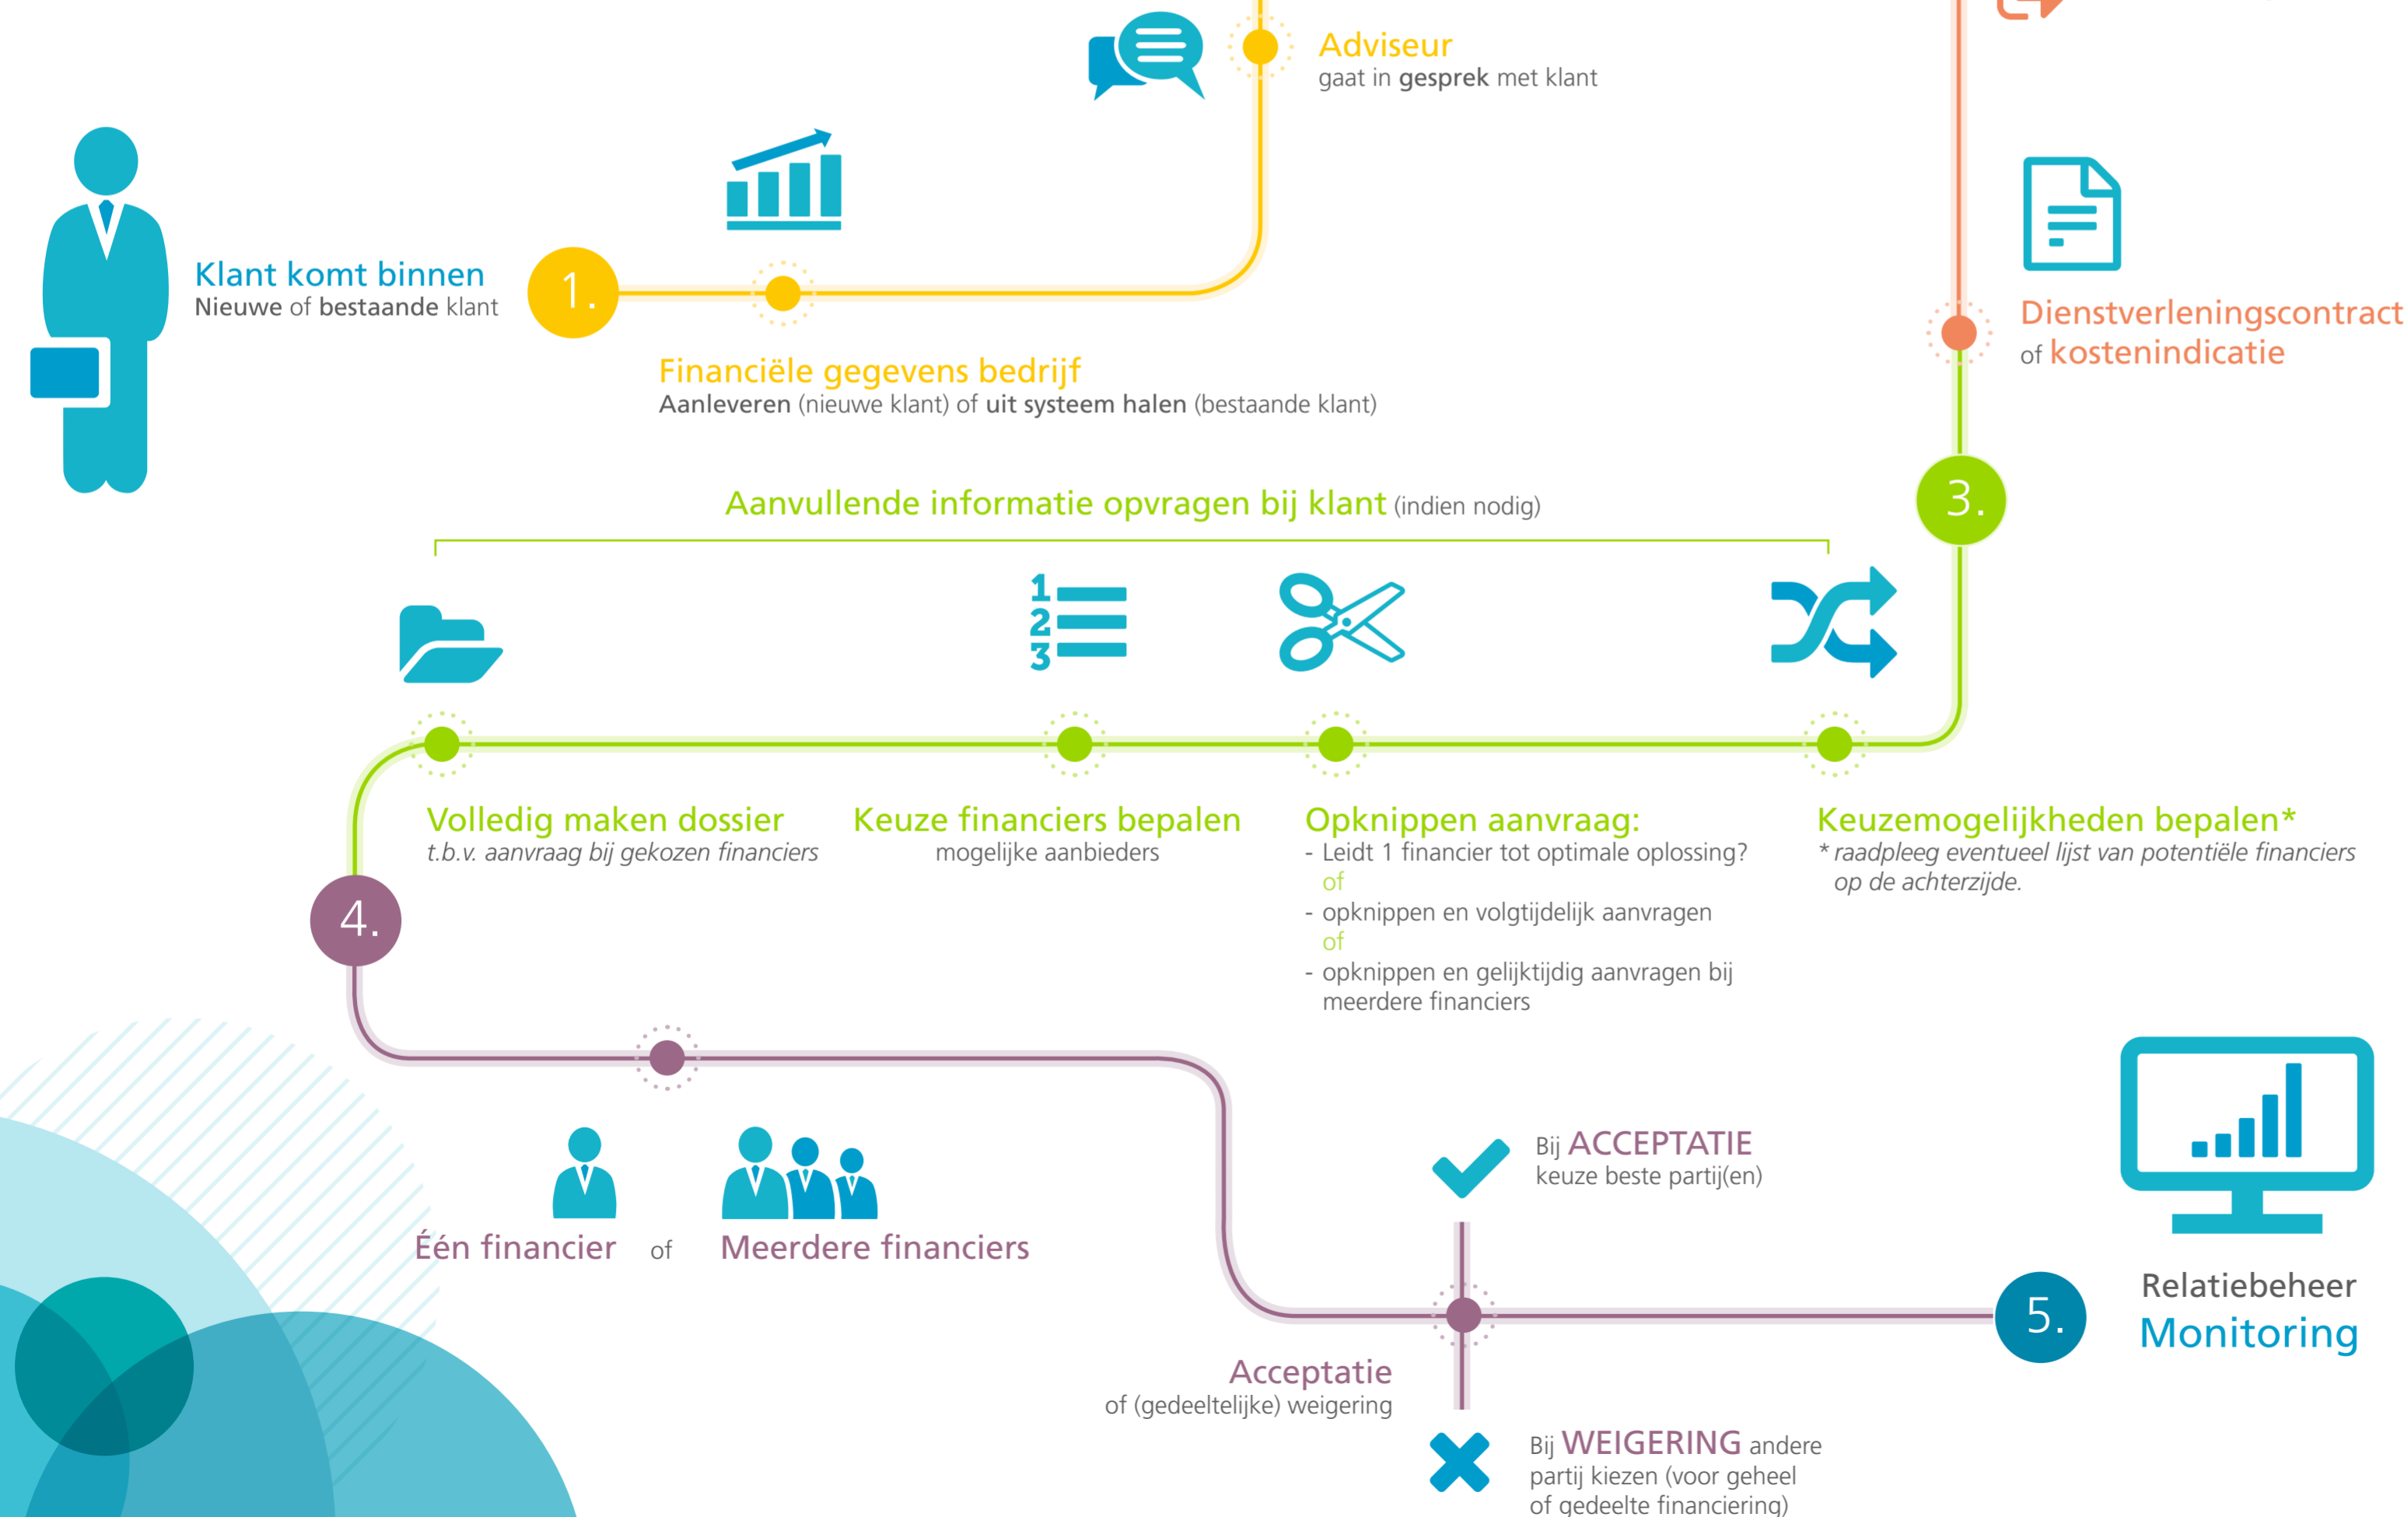 Adviseur
gaat in gesprek met klant
Klant komt binnen
Nieuwe of bestaande klant
1.
Financiële gegevens bedrijf
Aanleveren (nieuwe klant) of uit systeem halen (bestaande klant)
Dienstverleningscontract
of kostenindicatie
3.
Aanvullende informatie opvragen bij klant (indien nodig)
1
2
3
Volledig maken dossier
t.b.v. aanvraag bij gekozen financiers
Keuze financiers bepalen
mogelijke aanbieders
Opknippen aanvraag:
- Leidt 1 financier tot optimale oplossing?
of
- opknippen en volgtijdelijk aanvragen
of
- opknippen en gelijktijdig aanvragen bij
meerdere financiers
Keuzemogelijkheden bepalen*
* raadpleeg eventueel lijst van potentiële financiers
op de achterzijde.
4.
Één financier of Meerdere financiers
Bij ACCEPTATIE
keuze beste partij(en)
Acceptatie
of (gedeeltelijke) weigering
Bij WEIGERING andere
partij kiezen (voor geheel
of gedeelte financiering)
5.
Relatiebeheer
Monitoring